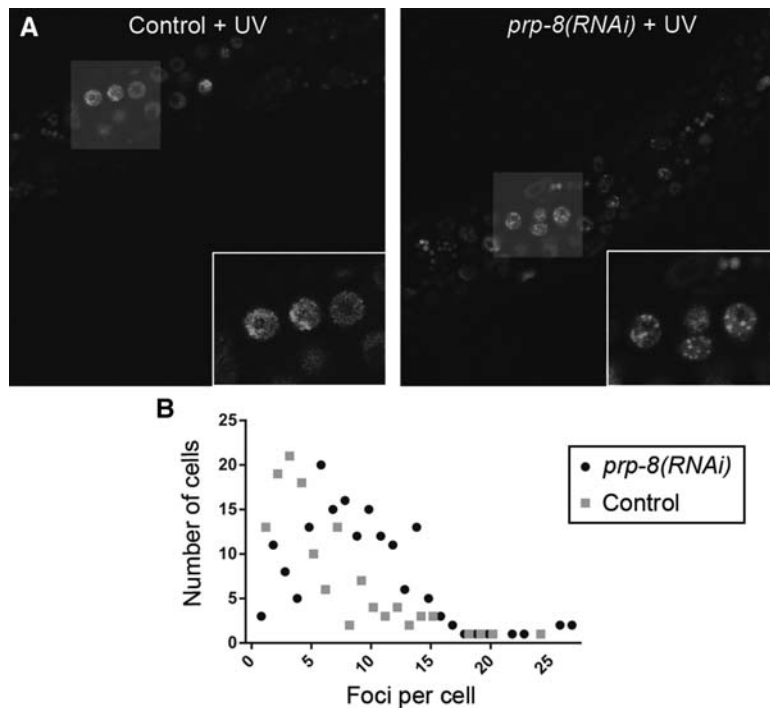 A
Control + UV
prp-8(RNAi) + UV
B
Number of cells
25
20
15
10
5
0
0
5
10
15
20
25
Foci per cell
prp-8(RNAi)
Control